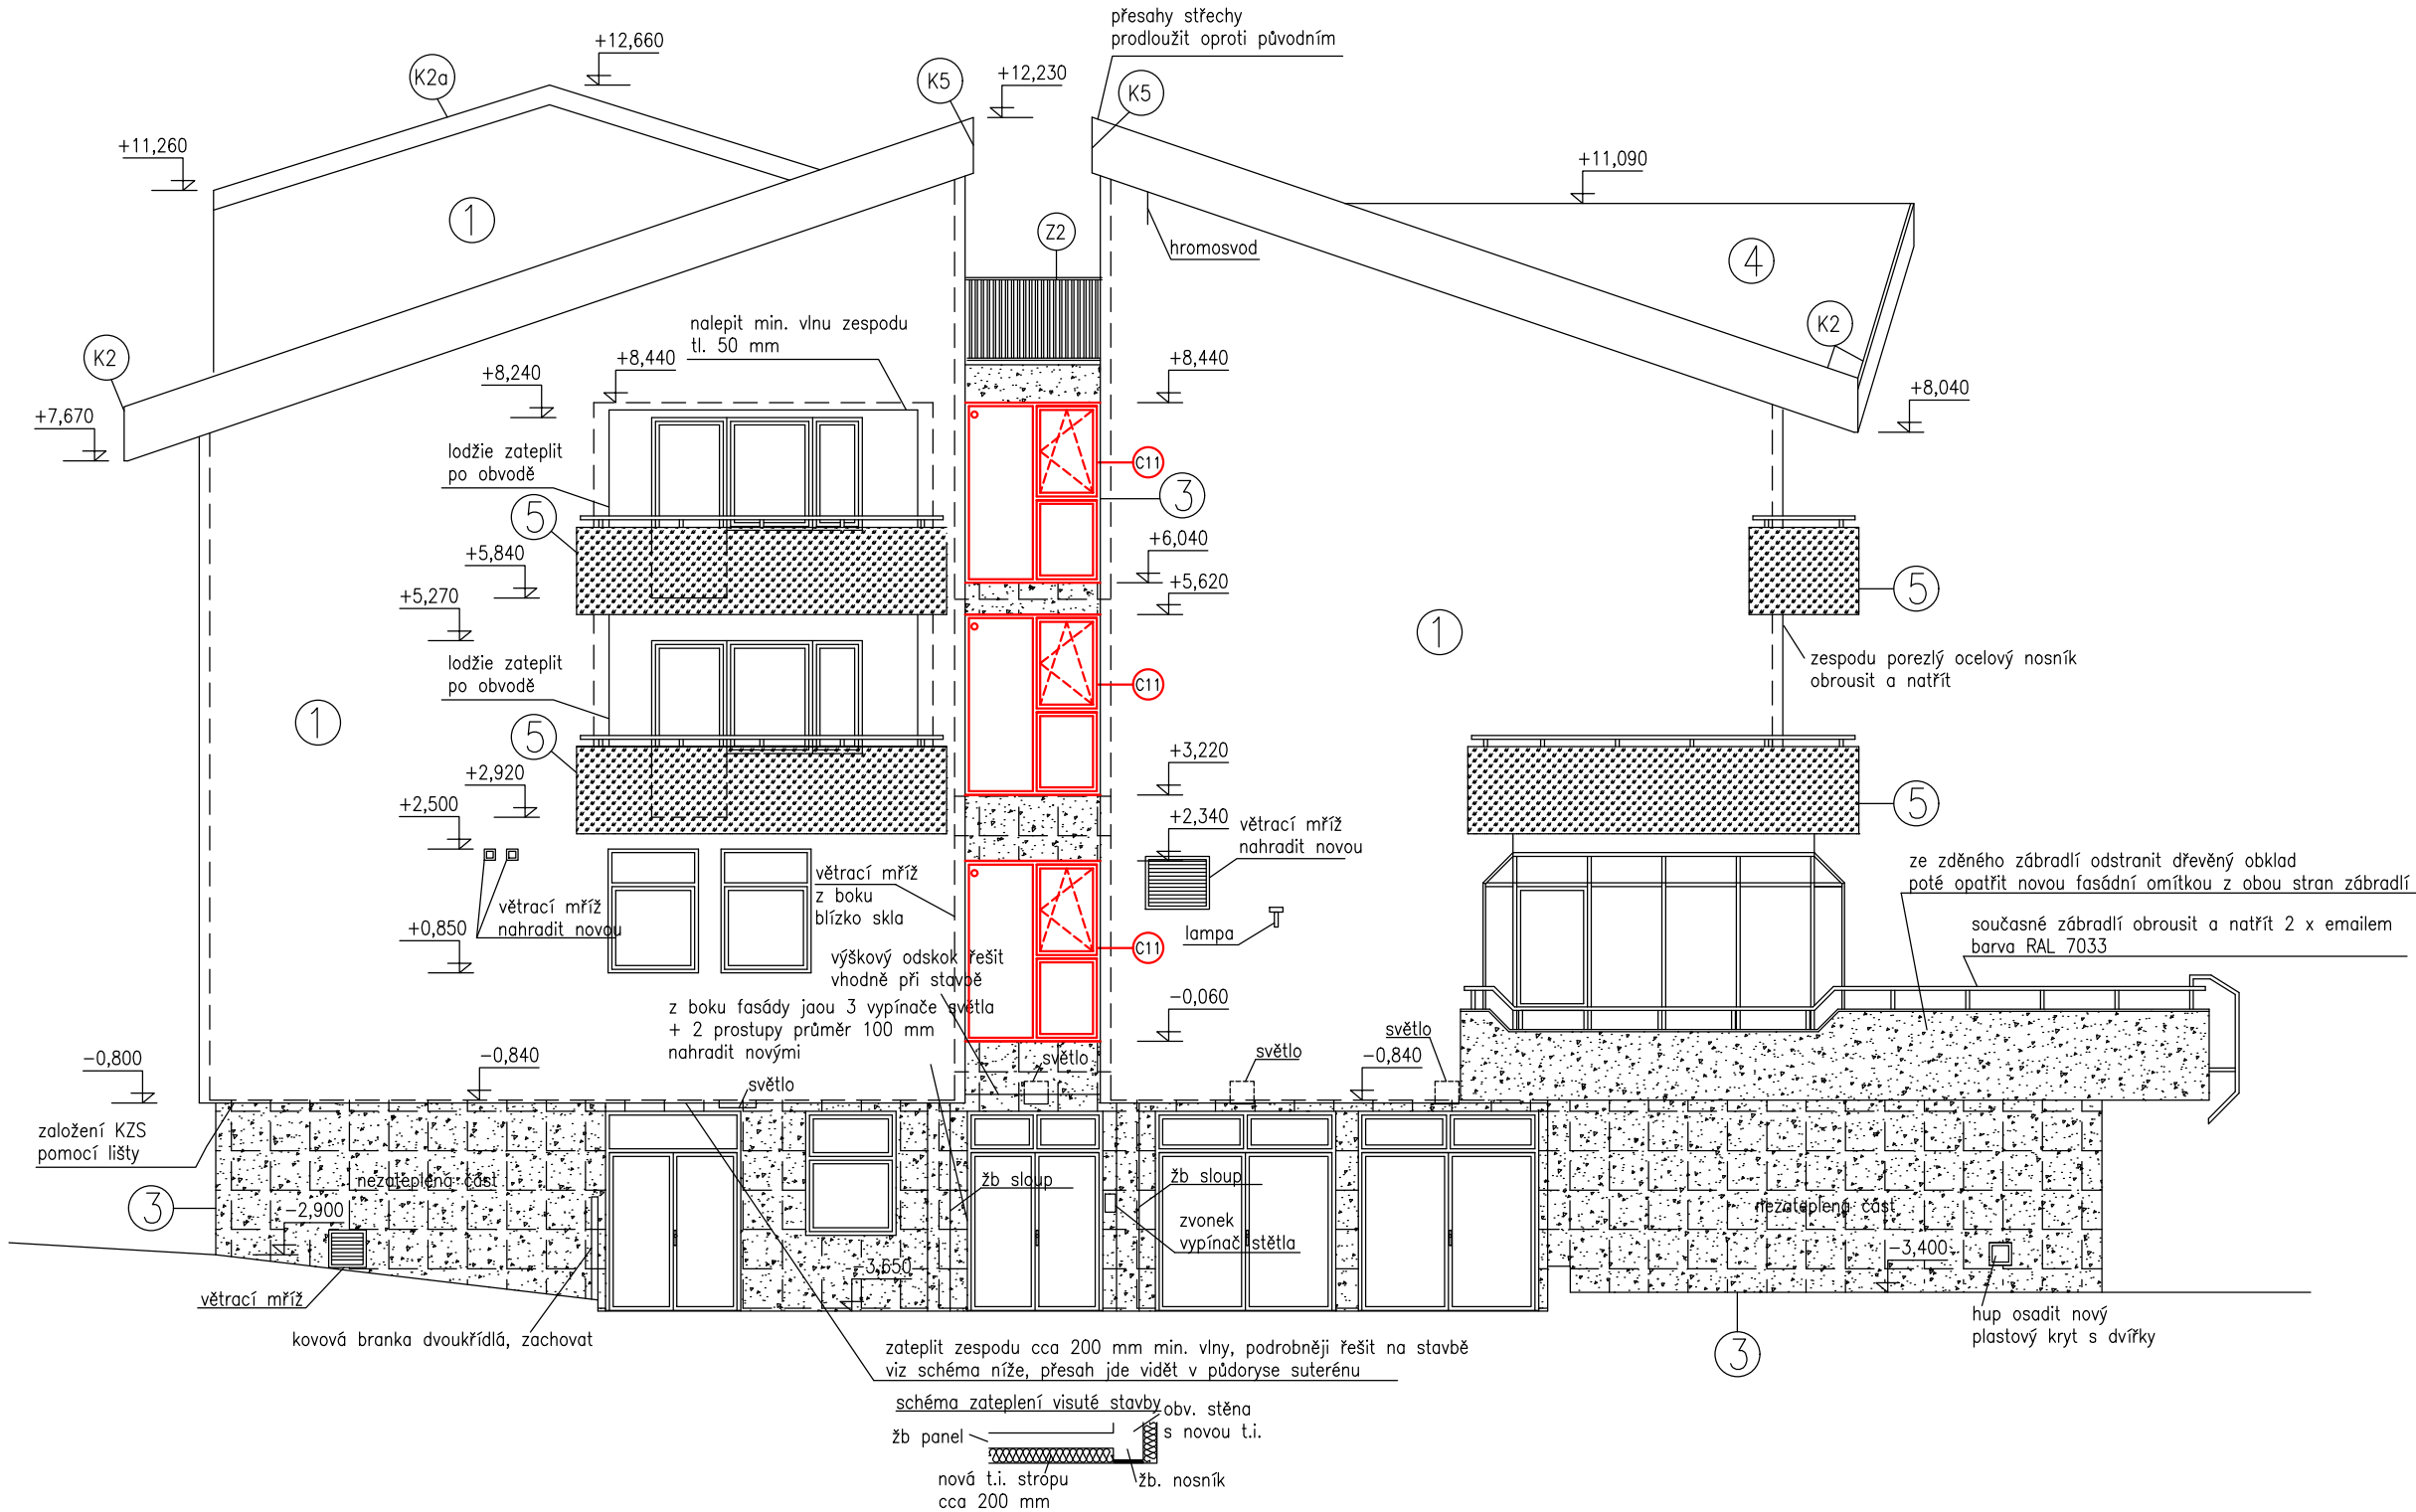 přesahy střechy
prodloužit oproti původním
+12,660
K2a
K5
+12,230
K5
+11,260
+11,090
1
Z2
hromosvod
4
K2
K2
nalepit min. vlnu zespodu
tl. 50 mm
+8,440
+8,440
+8,240
+8,040
+7,670
lodžie zateplit
po obvodě
C11
3
5
+5,840
+6,040
+5,620
5
+5,270
1
lodžie zateplit
po obvodě
zespodu porezlý ocelový nosník
obrousit a natřít
C11
1
5
+3,220
+2,920
5
+2,500
+2,340
větrací mříž
nahradit novou
ze zděného zábradlí odstranit dřevěný obklad
poté opatřit novou fasádní omítkou z obou stran zábradlí
větrací mříž
z boku
blízko skla
větrací mříž
nahradit novou
současné zábradlí obrousit a natřít 2 x emailem
barva RAL 7033
+0,850
lampa
C11
výškový odskok řešit
vhodně při stavbě
z boku fasády jaou 3 vypínače světla
+ 2 prostupy průměr 100 mm
nahradit novými
-0,060
-0,800
-0,840
světlo
světlo
světlo
-0,840
světlo
založení KZS
pomocí lišty
nezateplená část
žb sloup
žb sloup
nezateplená část
3
-2,900
zvonek
vypínač stětla
-3,650
-3,400
větrací mříž
kovová branka dvoukřídlá, zachovat
hup osadit nový
plastový kryt s dvířky
3
zateplit zespodu cca 200 mm min. vlny, podrobněji řešit na stavbě
viz schéma níže, přesah jde vidět v půdoryse suterénu
schéma zateplení visuté stavby
obv. stěna
s novou t.i.
žb panel
nová t.i. stropu
cca 200 mm
žb. nosník